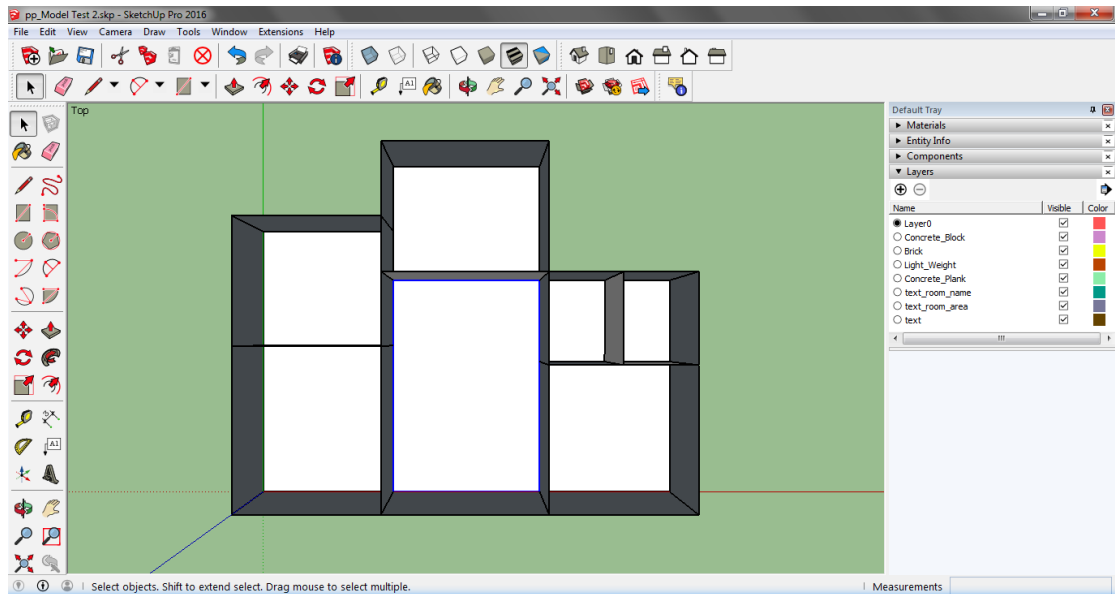 pp_Model Test 2.skp - SketchUp Pro 2016
File Edit View Camera Draw Tools Window Extensions Help
A1
Top
Default Tray
Materials
Entity Info
Components
Layers
Name Visible Color
Layer0
Concrete_Block
Brick
Light_Weight
Concrete_Plank
text_room_name
text_room_area
text
A1
Select objects. Shift to extend select. Drag mouse to select multiple.
Measurements